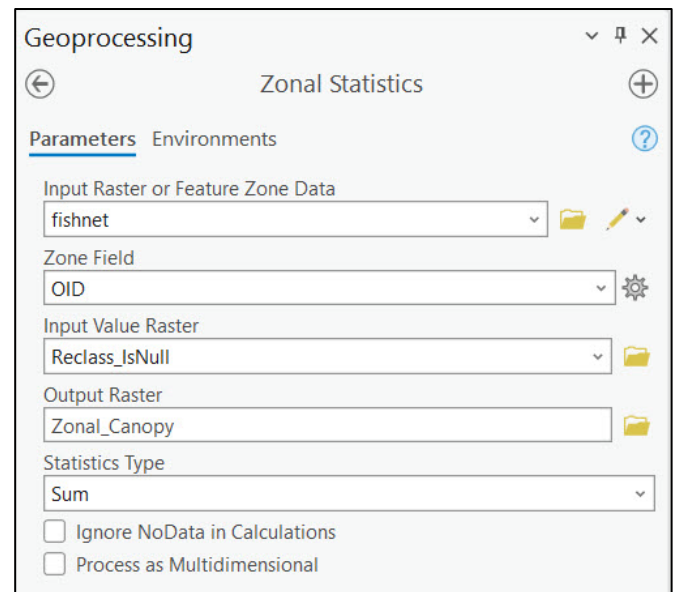 Geoprocessing
Zonal Statistics
Parameters Environments
Input Raster or Feature Zone Data
fishnet
Zone Field
OID
Input Value Raster
Reclass_IsNull
Output Raster
Zonal_Canopy
Statistics Type
Sum
Ignore NoData in Calculations
Process as Multidimensional